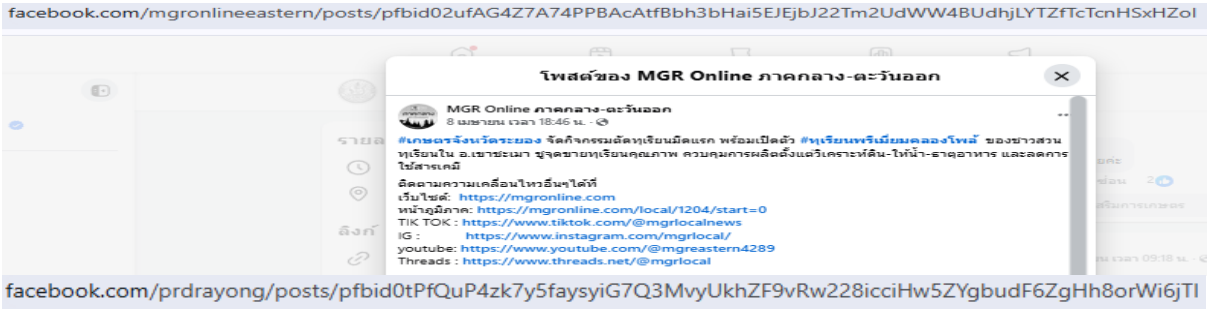 facebook.com/mgronlineeastern/posts/pfbid02ufAG4Z7A74PPBAcAtfBbh3bHai5EJEjbJ22Tm2UdWW4BUdhjLYTZfTcTcnHSxHZol
โพสต์ของ MGR Online ภาคกลาง-ตะวันออก
MGR Online ภาคกลาง-ตะวันออก
8 เมษายน เวลา 18:46 น.
รายล
#เกษตรจังหวัดระยอง จัดกิจกรรมตัดทุเรียนมีดแรก พร้อมเปิดตัว #ทุเรียนพรีเมี่ยมคลองโพล้ ของชาวสวน
ทุเรียนใน อ.เขาชะเมา ชูจุดขายทุเรียนคุณภาพ ควบคุมการผลิตตั้งแต่วิเคราะห์ดิน-ให้น้ำ-ธาตุอาหาร และลดการ
ใช้สารเคมี
ติดตามความเคลื่อนไหวอื่นๆได้ที่
เว็บไซต์: https://mgronline.com
หน้าภูมิภาค: https://mgronline.com/local/1204/start=0
TIK TOK : https://www.tiktok.com/@mgrlocalnews
IG : https://www.instagram.com/mgrlocal/
youtube: https://www.youtube.com/@mgreastern4289
Threads : https://www.threads.net/@mgrlocal
ลิงก์
2
09:18 น.
facebook.com/prdrayong/posts/pfbid0tPfQuP4zk7y5faysyiG7Q3MvyUkhZF9vRw228icciHw5ZYgbudF6ZgHh8orWi6jTl